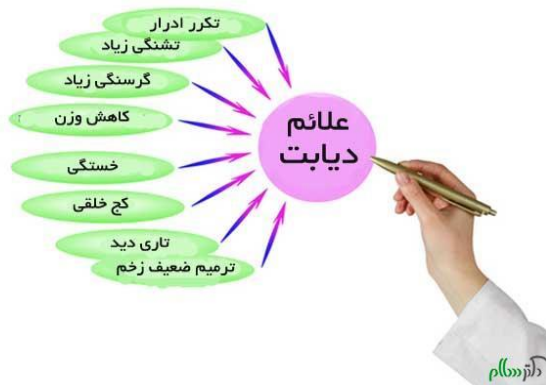 تکرر ادرار
تشنگی زیاد
گرسنگی زیاد
کاهش وزن
خستگی
کج خلقی
تاری دید
ترمیم ضعیف زخم
علائم
دیابت
دکتر سلام